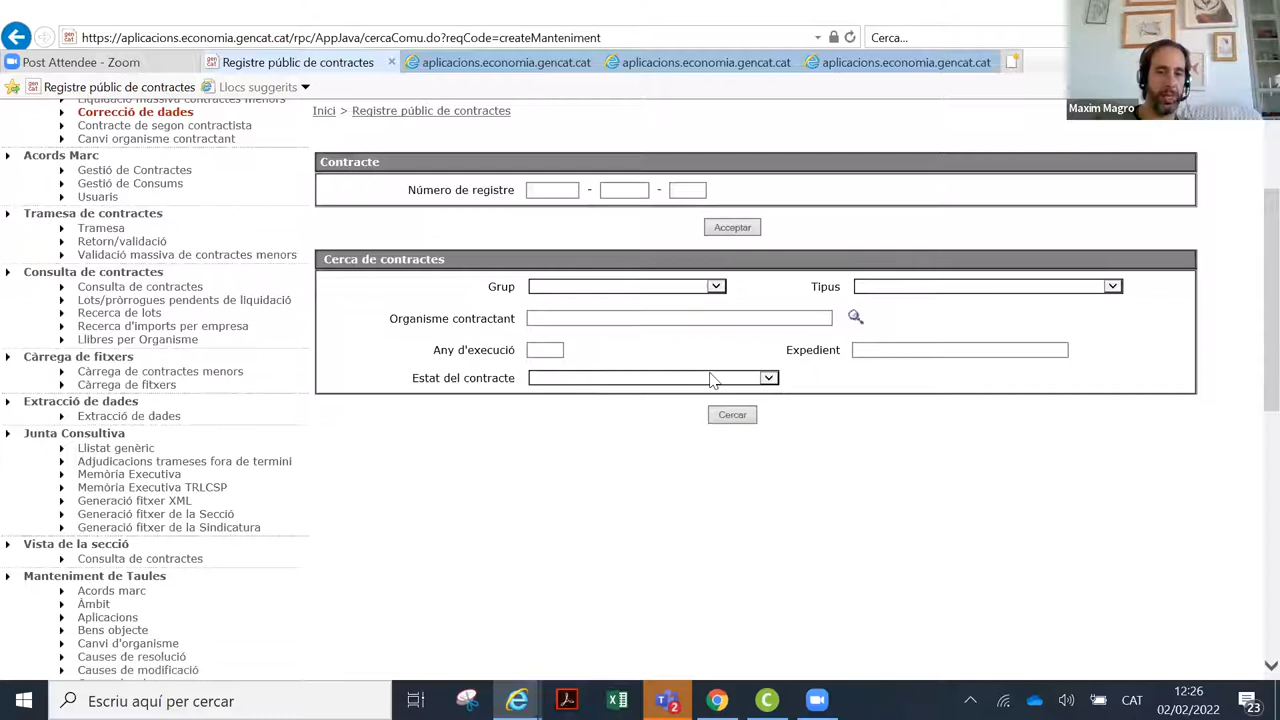 https://aplicacions.economia.gencat.cat/rpc/AppJava/cercaComu.do?reqCode=createManteniment
Cerca...
Post Attendee - Zoom
Registre públic de contractes
aplicacions.economia.gencat.cat
aplicacions.economia.gencat.cat
aplicacions.economia.gencat.cat
Registre públic de contractes
Llocs suggerits
Maxim Magro
Liquidació massiva contractes menors
Correcció de dades
Contracte de segon contractista
Canvi organisme contractant
Acords Marc
Gestió de Contractes
Gestió de Consums
Usuaris
Tramesa de contractes
Tramesa
Retorn/validació
Validació massiva de contractes menors
Consulta de contractes
Consulta de contractes
Lots/pròrrogues pendents de liquidació
Recerca de lots
Recerca d'imports per empresa
Llibres per Organisme
Càrrega de fitxers
Càrrega de contractes menors
Càrrega de fitxers
Extracció de dades
Extracció de dades
Junta Consultiva
Llistat genèric
Adjudicacions trameses fora de termini
Memòria Executiva
Memòria Executiva TRLCSP
Generació fitxer XML
Generació fitxer de la Secció
Generació fitxer de la Sindicatura
Vista de la secció
Consulta de contractes
Manteniment de Taules
Acords marc
Àmbit
Aplicacions
Bens objecte
Canvi d'organisme
Causes de resolució
Causes de modificació
Inici > Registre públic de contractes
Contracte
Número de registre - -
Acceptar
Cerca de contractes
Grup Tipus
Organisme contractant
Any d'execució Expedient
Estat del contracte
Cercar
Escriu aquí per cercar
2
CAT
12:26
02/02/2022
23